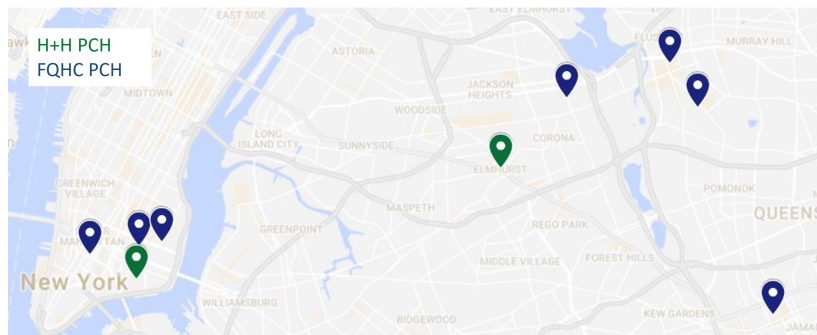 H+H PCH
FQHC PCH
EAST SIDE
EAST ELMHURST
MURRAY HILL
ASTORIA
MIDTOWN
JACKSON
HEIGHTS
WOODSIDE
LONG
ISLAND CITY
SUNNYSIDE
CORONA
ELMHURST
GREENWICH
VILLAGE
POMONOK
MASPETH
QUEENS
GREENPOINT
REGO PARK
MANHATTAN
MIDDLE VILLAGE
FOREST HILLS
New York
WILLIAMSBURG
RIDGEWOOD
KEW GARDENS
JAMA